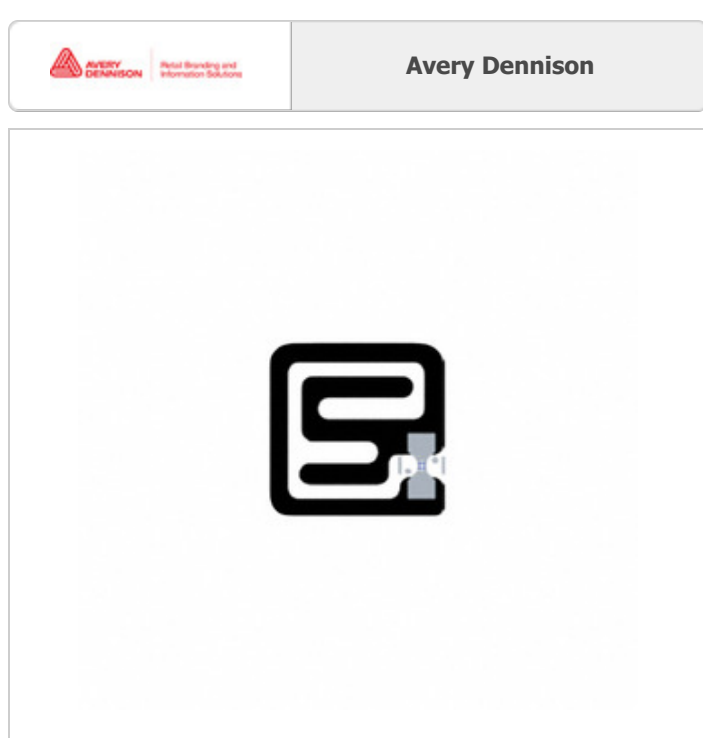 AVERY
DENNISON
Retail Branding and
Information Solutions
Avery Dennison